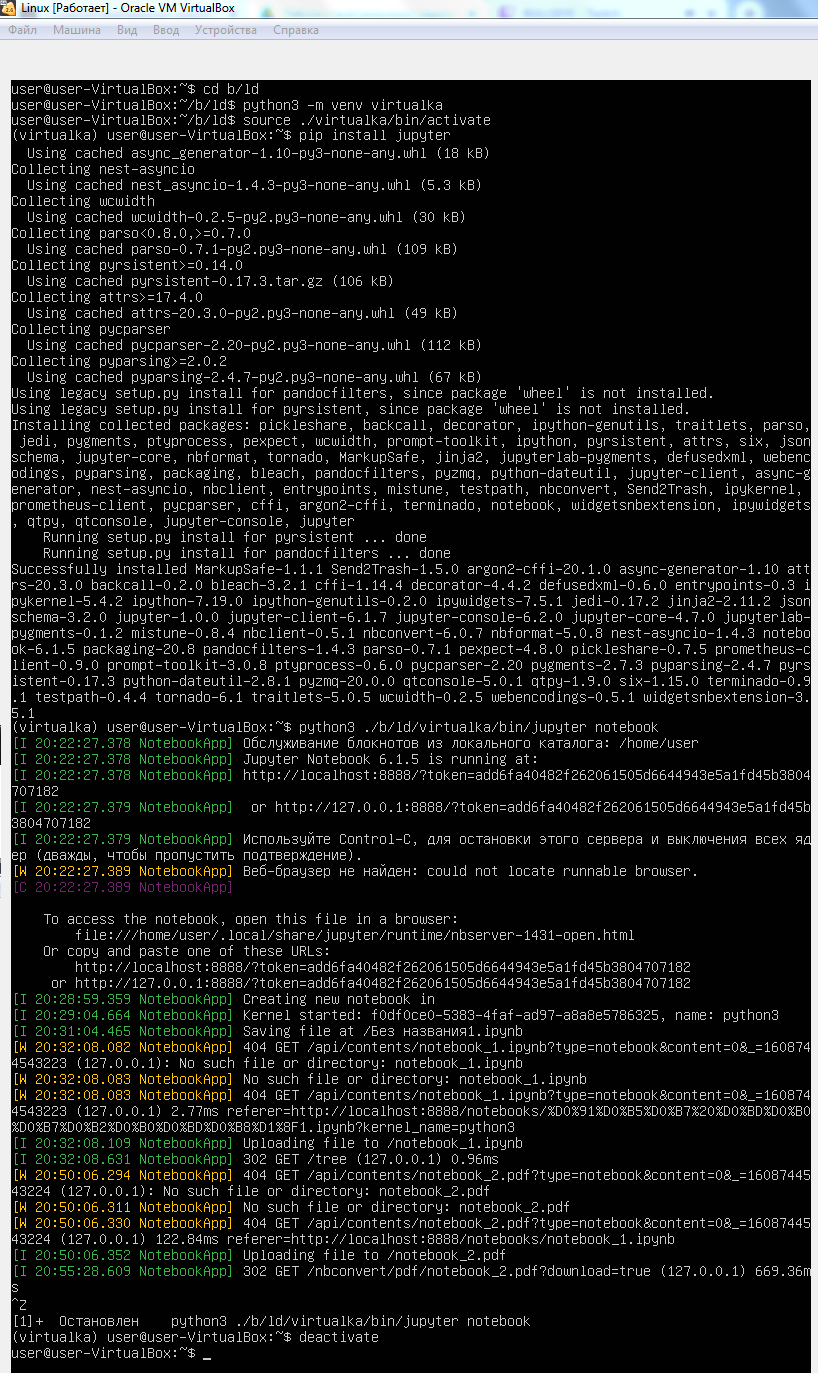 Linux [Работает] - Oracle VM VirtualBox
Файл Машина Вид Ввод Устройства Справка
user@user-VirtualBox:~$ cd b/ld
user@user-VirtualBox:~/b/ld$ python3 -m venv virtualka
user@user-VirtualBox:~/b/ld$ source ./virtualka/bin/activate
(virtualka) user@user-VirtualBox:~$ pip install jupyter
  Using cached async_generator-1.10-py3-none-any.whl (18 kB)
Collecting nest-asyncio
  Using cached nest_asyncio-1.4.3-py3-none-any.whl (5.3 kB)
Collecting wcwidth
  Using cached wcwidth-0.2.5-py2.py3-none-any.whl (30 kB)
Collecting parso<0.8.0,>=0.7.0
  Using cached parso-0.7.1-py2.py3-none-any.whl (109 kB)
Collecting pyrsistent>=0.14.0
  Using cached pyrsistent-0.17.3.tar.gz (106 kB)
Collecting attrs>=17.4.0
  Using cached attrs-20.3.0-py2.py3-none-any.whl (49 kB)
Collecting pycparser
  Using cached pycparser-2.20-py2.py3-none-any.whl (112 kB)
Collecting pyparsing>=2.0.2
  Using cached pyparsing-2.4.7-py2.py3-none-any.whl (67 kB)
Using legacy setup.py install for pandocfilters, since package 'wheel' is not installed.
Using legacy setup.py install for pyrsistent, since package 'wheel' is not installed.
Installing collected packages: pickleshare, backcall, decorator, ipython-genutils, traitlets, parso,
 jedi, pygments, ptyprocess, pexpect, wcwidth, prompt-toolkit, ipython, pyrsistent, attrs, six, json
schema, jupyter-core, nbformat, tornado, MarkupSafe, jinja2, jupyterlab-pygments, defusedxml, webenc
odings, pyparsing, packaging, bleach, pandocfilters, pyzmq, python-dateutil, jupyter-client, async-g
enerator, nest-asyncio, nbclient, entrypoints, mistune, testpath, nbconvert, Send2Trash, ipykernel,
prometheus-client, pycparser, cffi, argon2-cffi, terminado, notebook, widgetsnbextension, ipywidgets
, qtpy, qtconsole, jupyter-console, jupyter
    Running setup.py install for pyrsistent ... done
    Running setup.py install for pandocfilters ... done
Successfully installed MarkupSafe-1.1.1 Send2Trash-1.5.0 argon2-cffi-20.1.0 async-generator-1.10 att
rs-20.3.0 backcall-0.2.0 bleach-3.2.1 cffi-1.14.4 decorator-4.4.2 defusedxml-0.6.0 entrypoints-0.3 i
pykernel-5.4.2 ipython-7.19.0 ipython-genutils-0.2.0 ipywidgets-7.5.1 jedi-0.17.2 jinja2-2.11.2 json
schema-3.2.0 jupyter-1.0.0 jupyter-client-6.1.7 jupyter-console-6.2.0 jupyter-core-4.7.0 jupyterlab-
pygments-0.1.2 mistune-0.8.4 nbclient-0.5.1 nbconvert-6.0.7 nbformat-5.0.8 nest-asyncio-1.4.3 notebo
ok-6.1.5 packaging-20.8 pandocfilters-1.4.3 parso-0.7.1 pexpect-4.8.0 pickleshare-0.7.5 prometheus-c
lient-0.9.0 prompt-toolkit-3.0.8 ptyprocess-0.6.0 pycparser-2.20 pygments-2.7.3 pyparsing-2.4.7 pyrs
istent-0.17.3 python-dateutil-2.8.1 pyzmq-20.0.0 qtconsole-5.0.1 qtpy-1.9.0 six-1.15.0 terminado-0.9
.1 testpath-0.4.4 tornado-6.1 traitlets-5.0.5 wcwidth-0.2.5 webencodings-0.5.1 widgetsnbextension-3.
5.1
(virtualka) user@user-VirtualBox:~$ python3 ./b/ld/virtualka/bin/jupyter notebook
[I 20:22:27.378 NotebookApp] Обслуживание блокнотов из локального каталога: /home/user
[I 20:22:27.378 NotebookApp] Jupyter Notebook 6.1.5 is running at:
[I 20:22:27.378 NotebookApp] http://localhost:8888/?token=add6fa40482f262061505d6644943e5a1fd45b3804
707182
[I 20:22:27.379 NotebookApp]  or http://127.0.0.1:8888/?token=add6fa40482f262061505d6644943e5a1fd45b
3804707182
[I 20:22:27.379 NotebookApp] Используйте Control-C, для остановки этого сервера и выключения всех яд
ер (дважды, чтобы пропустить подтверждение).
[W 20:22:27.389 NotebookApp] Веб-браузер не найден: could not locate runnable browser.
[C 20:22:27.389 NotebookApp]
    To access the notebook, open this file in a browser:
        file:///home/user/.local/share/jupyter/runtime/nbserver-1431-open.html
    Or copy and paste one of these URLs:
        http://localhost:8888/?token=add6fa40482f262061505d6644943e5a1fd45b3804707182
     or http://127.0.0.1:8888/?token=add6fa40482f262061505d6644943e5a1fd45b3804707182
[I 20:28:59.359 NotebookApp] Creating new notebook in
[I 20:29:04.664 NotebookApp] Kernel started: f0df0ce0-5383-4faf-ad97-a8a8e5786325, name: python3
[I 20:31:04.465 NotebookApp] Saving file at /Без названия1.ipynb
[W 20:32:08.082 NotebookApp] 404 GET /api/contents/notebook_1.ipynb?type=notebook&content=0&_=160874
4543223 (127.0.0.1): No such file or directory: notebook_1.ipynb
[W 20:32:08.083 NotebookApp] No such file or directory: notebook_1.ipynb
[W 20:32:08.083 NotebookApp] 404 GET /api/contents/notebook_1.ipynb?type=notebook&content=0&_=160874
4543223 (127.0.0.1) 2.77ms referer=http://localhost:8888/notebooks/%D0%91%D0%B5%D0%B7%20%D0%BD%D0%B0
%D0%B7%D0%B2%D0%B0%D0%BD%D0%B8%D1%8F1.ipynb?kernel_name=python3
[I 20:32:08.109 NotebookApp] Uploading file to /notebook_1.ipynb
[I 20:32:08.631 NotebookApp] 302 GET /tree (127.0.0.1) 0.96ms
[W 20:50:06.294 NotebookApp] 404 GET /api/contents/notebook_2.pdf?type=notebook&content=0&_=16087445
43224 (127.0.0.1): No such file or directory: notebook_2.pdf
[W 20:50:06.311 NotebookApp] No such file or directory: notebook_2.pdf
[W 20:50:06.330 NotebookApp] 404 GET /api/contents/notebook_2.pdf?type=notebook&content=0&_=16087445
43224 (127.0.0.1) 122.84ms referer=http://localhost:8888/notebooks/notebook_1.ipynb
[I 20:50:06.352 NotebookApp] Uploading file to /notebook_2.pdf
[I 20:55:28.609 NotebookApp] 302 GET /nbconvert/pdf/notebook_2.pdf?download=true (127.0.0.1) 669.36m
s
^Z
[1]+  Остановлен    python3 ./b/ld/virtualka/bin/jupyter notebook
(virtualka) user@user-VirtualBox:~$ deactivate
user@user-VirtualBox:~$ _